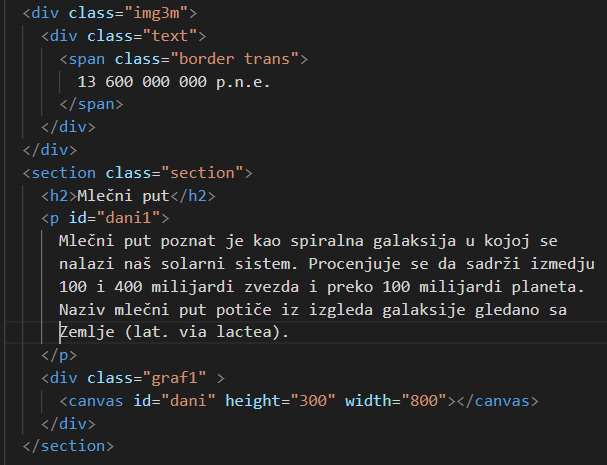 <div class="img3m">
<div class="text">
<span class="border trans">
13 600 000 000 p.n.e.
</span>
</div>
</div>
<section class="section">
<h2>Mlečni put</h2>
<p id="dani1">
Mlečni put poznat je kao spiralna galaksija u kojoj se
nalazi naš solarni sistem. Procenjuje se da sadrži izmedju
100 i 400 milijardi zvezda i preko 100 milijardi planeta.
Naziv mlečni put potiče iz izgleda galaksije gledano sa
Zemlje (lat. via lactea).
</p>
<div class="graf1" >
<canvas id="dani" height="300" width="800"></canvas>
</div>
</section>